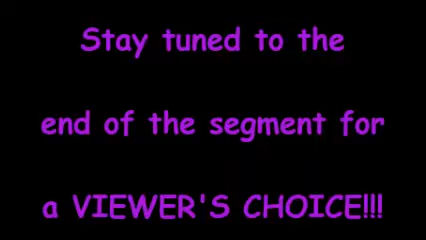 Stay tuned to the
end of the segment for
a VIEWER'S CHOICE!!!